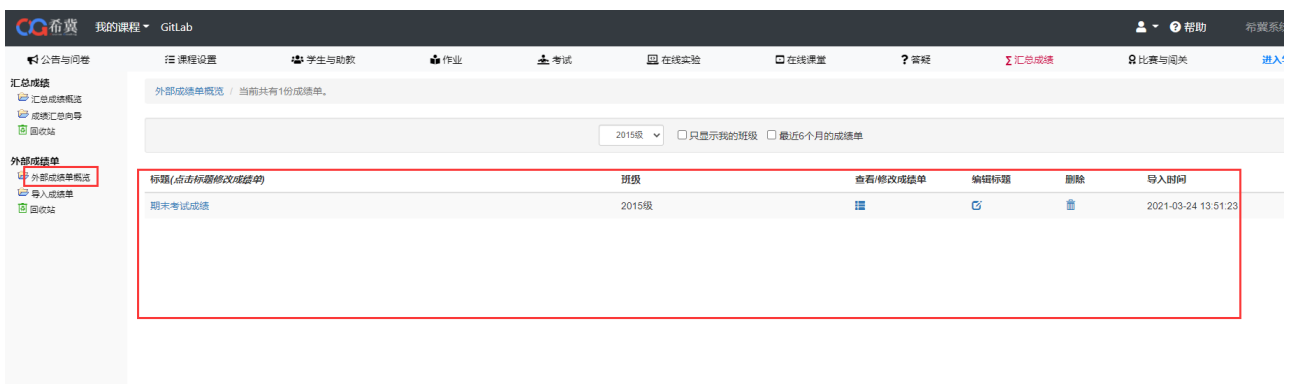 CG希冀 我的课程 GitLab 帮助 希冀系统
公告与问卷 课程设置 学生与助教 作业 考试 在线实验 在线课堂 答疑 汇总成绩 比赛与闯关 进入
汇总成绩
汇总成绩概览
成绩汇总向导
回收站
外部成绩单
外部成绩单概览
导入成绩单
回收站
外部成绩单概览 / 当前共有1份成绩单。
2015级 只显示我的班级 最近6个月的成绩单
标题(点击标题修改成绩单) 班级 查看/修改成绩单 编辑标题 删除 导入时间
期末考试成绩 2015级 2021-03-24 13:51:23